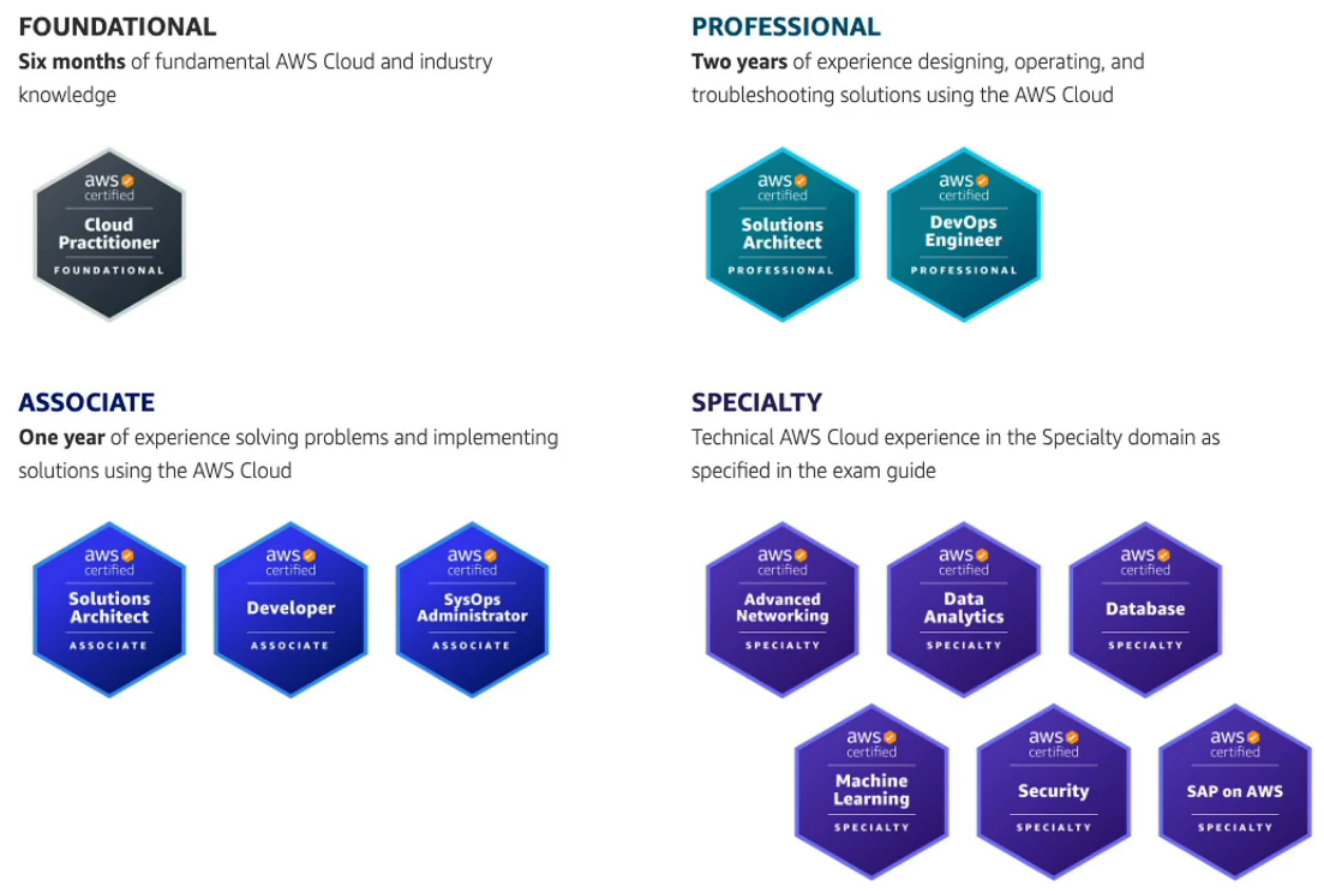 FOUNDATIONAL
Six months of fundamental AWS Cloud and industry
knowledge
aws
certified
Cloud
Practitioner
FOUNDATIONAL
PROFESSIONAL
Two years of experience designing, operating, and
troubleshooting solutions using the AWS Cloud
aws
certified
Solutions
Architect
PROFESSIONAL
aws
certified
DevOps
Engineer
PROFESSIONAL
ASSOCIATE
One year of experience solving problems and implementing
solutions using the AWS Cloud
aws
certified
Solutions
Architect
ASSOCIATE
aws
certified
Developer
ASSOCIATE
aws
certified
SysOps
Administrator
ASSOCIATE
SPECIALTY
Technical AWS Cloud experience in the Specialty domain as
specified in the exam guide
aws
certified
Advanced
Networking
SPECIALTY
aws
certified
Data
Analytics
SPECIALTY
aws
certified
Database
SPECIALTY
aws
certified
Machine
Learning
SPECIALTY
aws
certified
Security
SPECIALTY
aws
certified
SAP on AWS
SPECIALTY